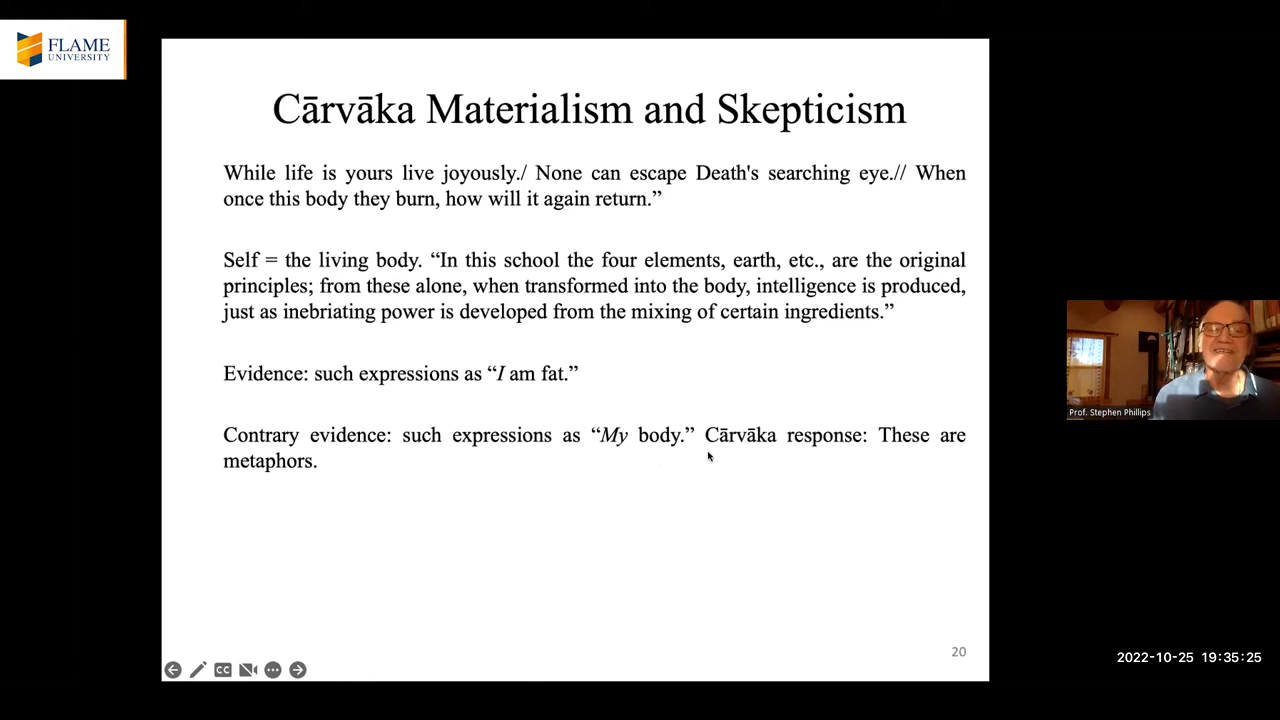 FLAME
UNIVERSITY
Cārvāka Materialism and Skepticism
While life is yours live joyously./ None can escape Death's searching eye.// When
once this body they burn, how will it again return.”
Self = the living body. “In this school the four elements, earth, etc., are the original
principles; from these alone, when transformed into the body, intelligence is produced,
just as inebriating power is developed from the mixing of certain ingredients.”
Evidence: such expressions as “I am fat.”
Contrary evidence: such expressions as “My body.” Cārvāka response: These are
metaphors.
20
CC
Prof. Stephen Phillips
2022-10-25 19:35:25